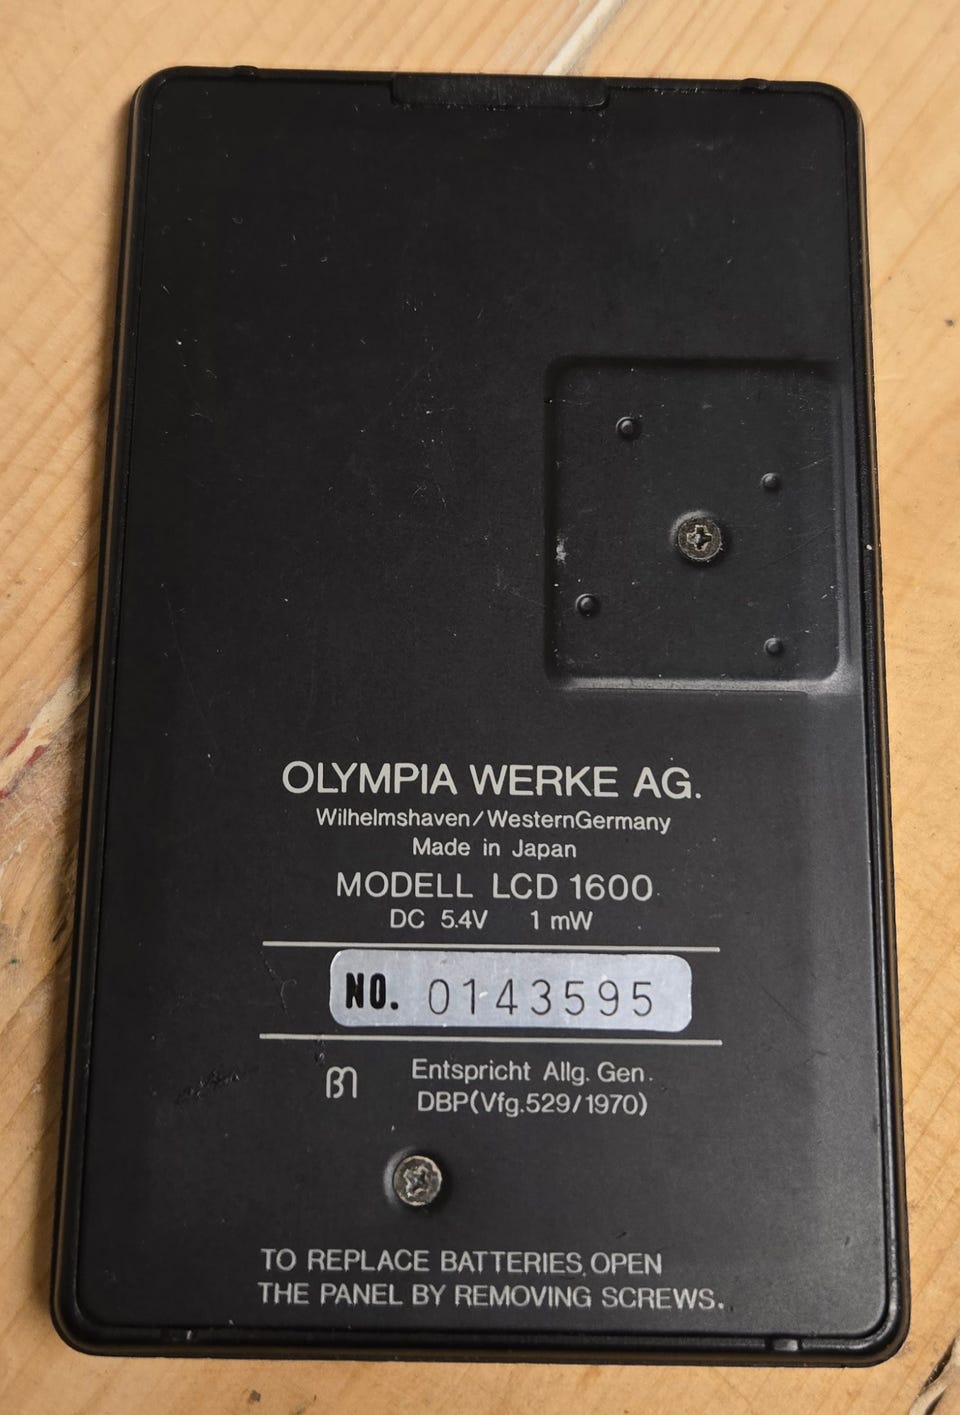 OLYMPIA WERKE AG.
Wilhelmshaven/WesternGermany
Made in Japan
MODELL LCD 1600
DC 5.4V 1 mW
NO. 0143595
Entspricht Allg. Gen.
DBP(Vfg.529/1970)
TO REPLACE BATTERIES, OPEN
THE PANEL BY REMOVING SCREWS.